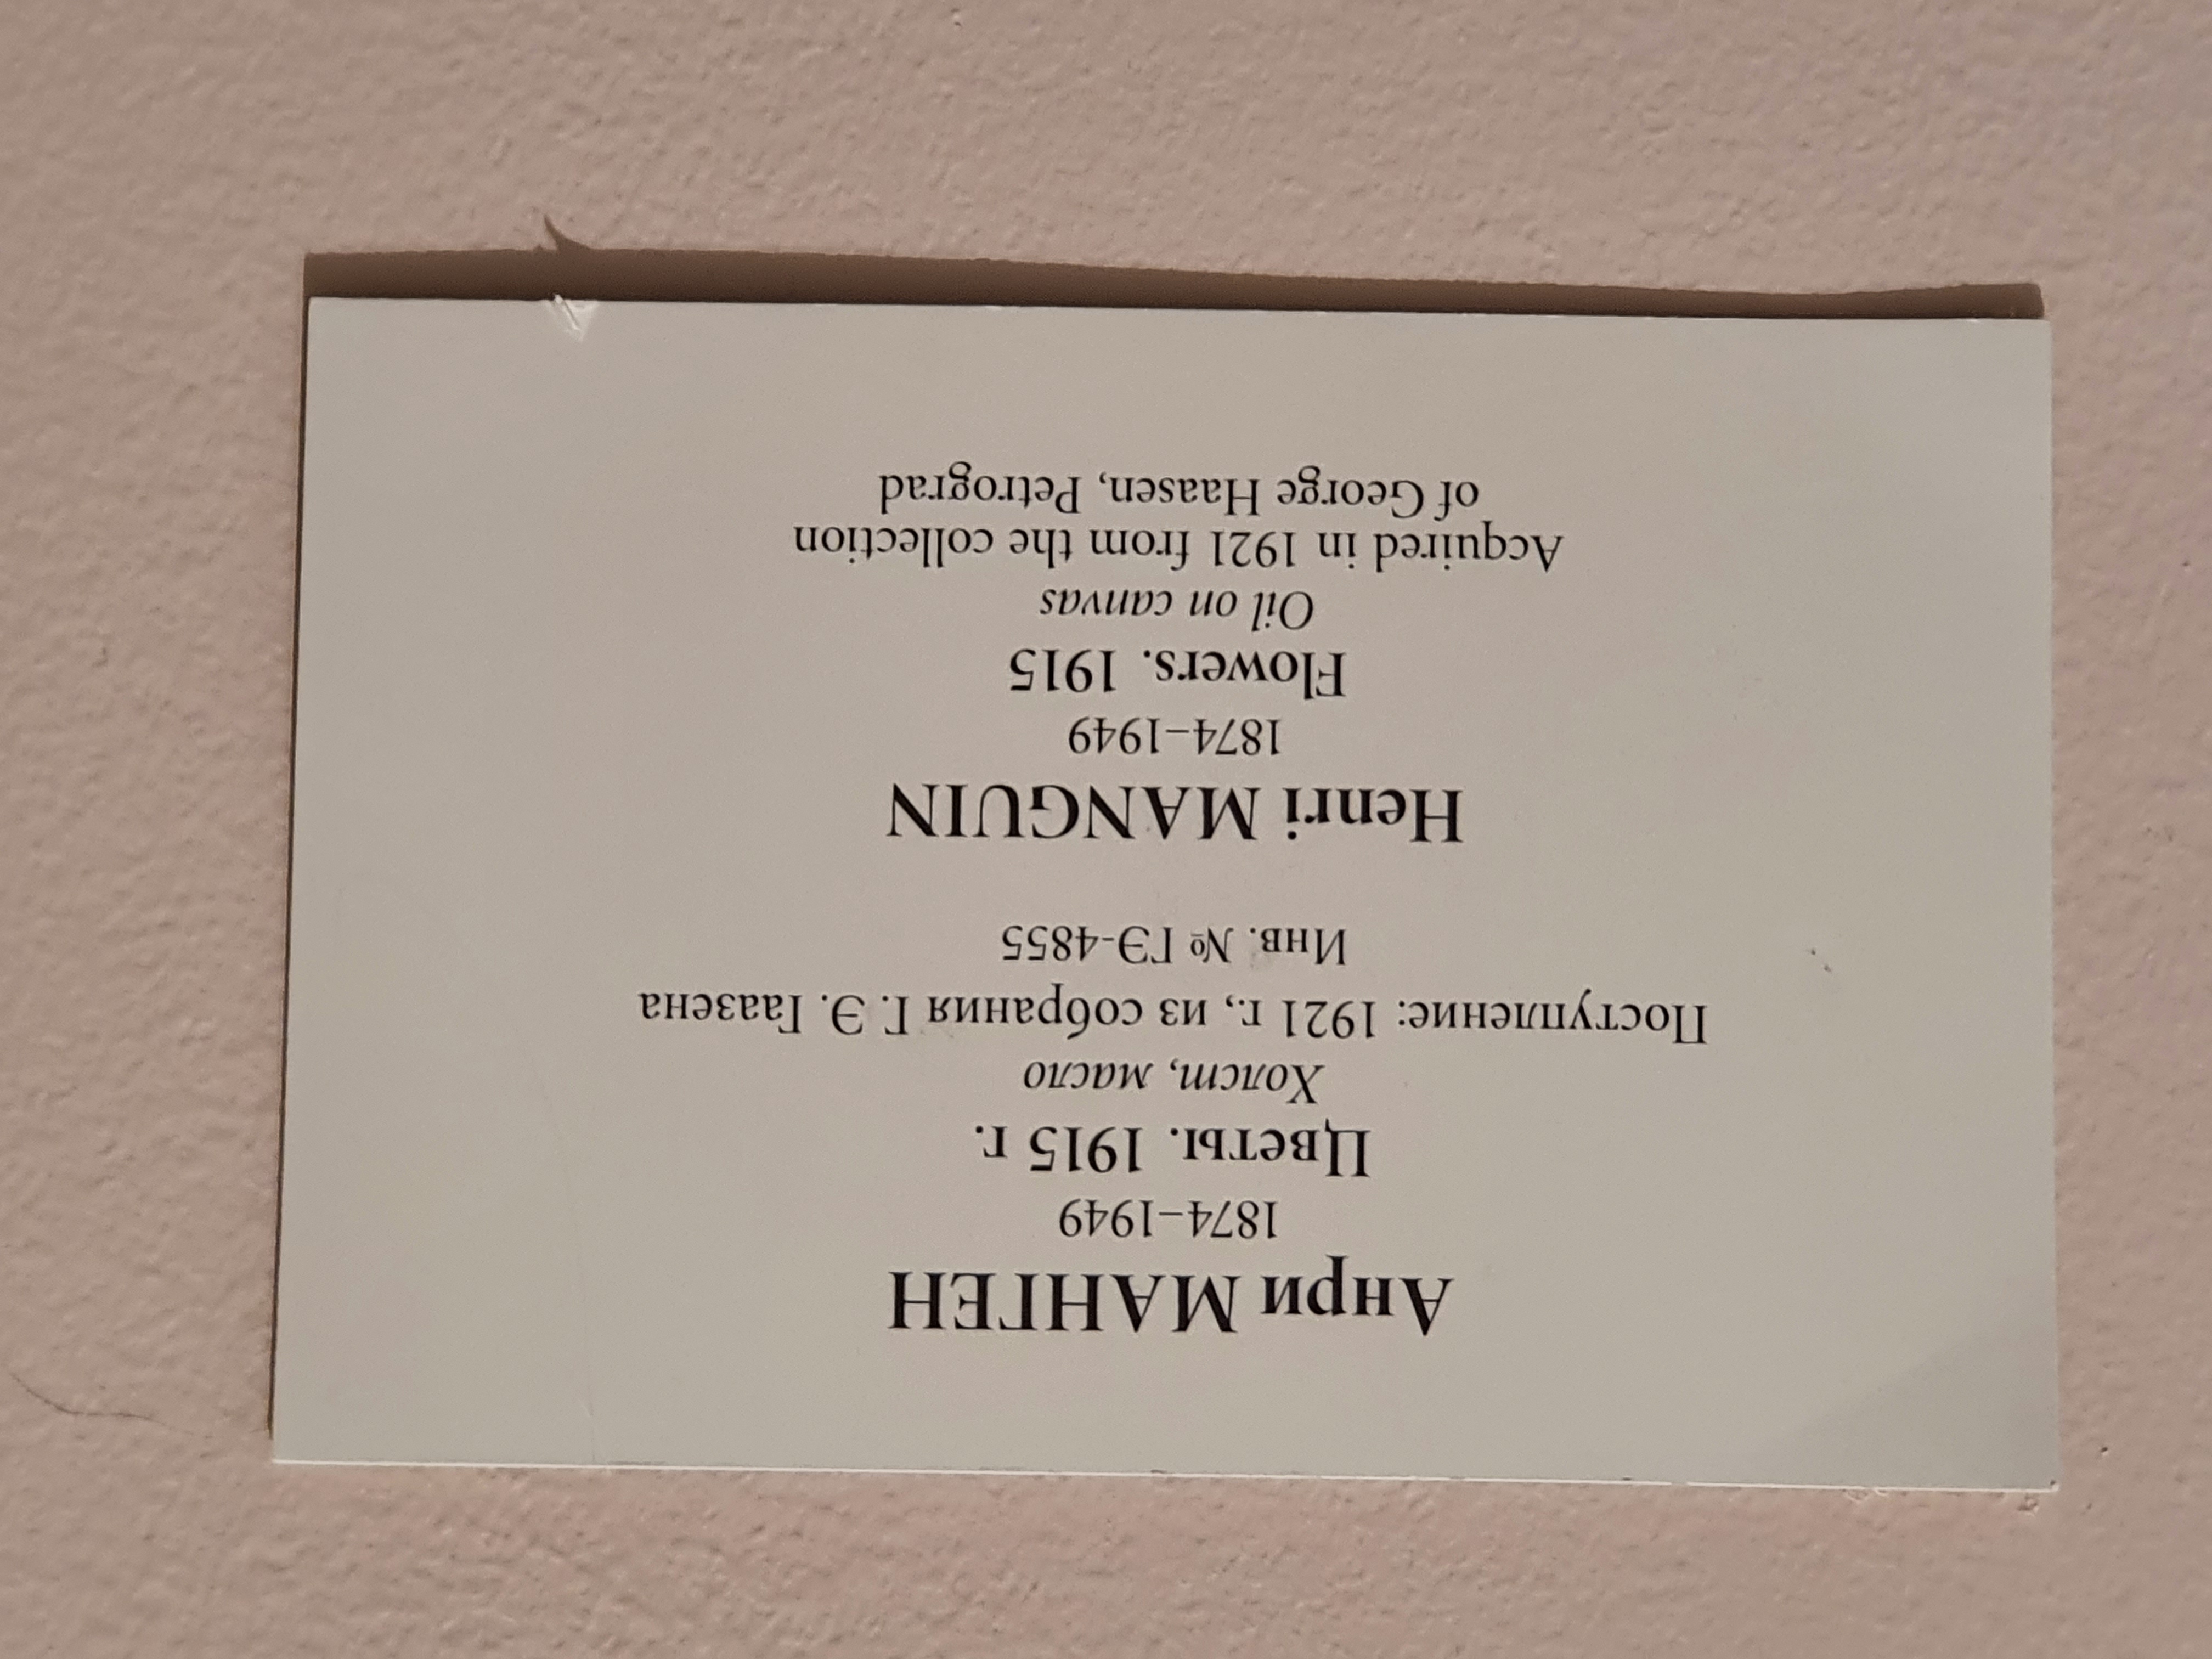 Анри МАНГЕН
1874–1949
Цветы. 1915 г.
Холст, масло
Поступление: 1921 г., из собрания Г. Э. Гаазена
Инв. № ГЭ-4855
Henri MANGUIN
1874–1949
Flowers. 1915
Oil on canvas
Acquired in 1921 from the collection
of George Haasen, Petrograd